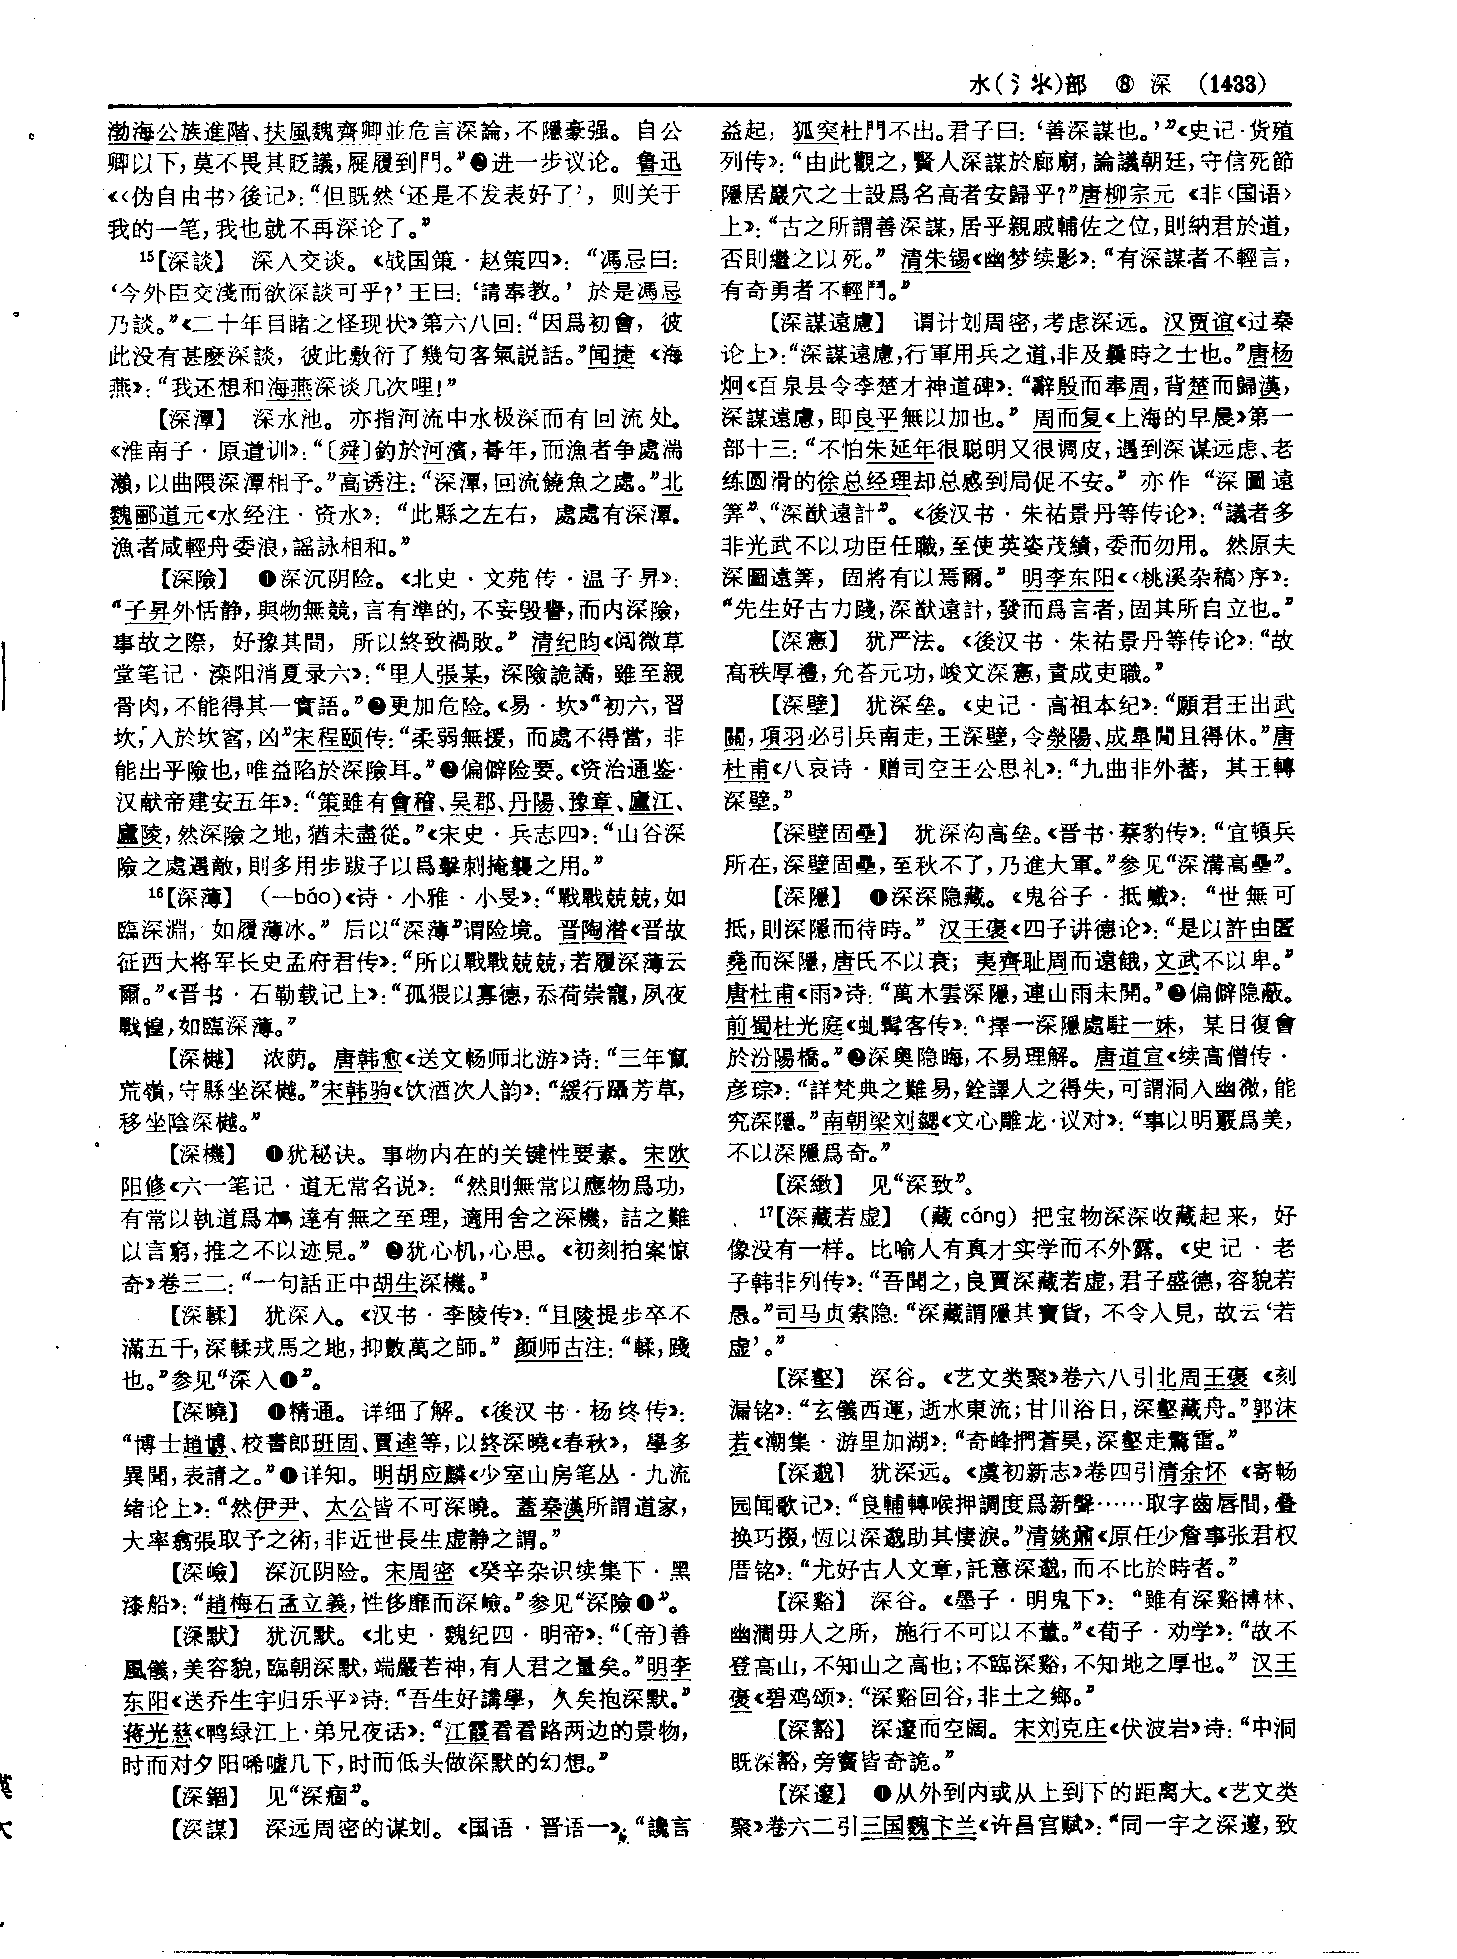 水(氵氺)部 ⑧ 深 (1433)
渤海公族進階、扶風魏齊卿並危言深論,不隱豪强。自公
卿以下,莫不畏其貶議,屣履到門。”❷进一步议论。鲁迅
《〈伪自由书〉後记》:“但既然‘还是不发表好了’,则关于
我的一笔,我也就不再深论了。”
15【深談】 深入交谈。《战国策·赵策四》:“馮忌曰:
‘今外臣交淺而欲深談可乎?’王曰:‘請奉教。’於是馮忌
乃談。”《二十年目睹之怪现状》第六八回:“因爲初會,彼
此没有甚麽深談,彼此敷衍了幾句客氣説話。”闻捷《海
燕》:“我还想和海燕深谈几次哩!”
【深潭】 深水池。亦指河流中水极深而有回流处。
《淮南子·原道训》:“〔舜〕釣於河濱,朞年,而漁者争處湍
瀨,以曲隈深潭相予。”高诱注:“深潭,回流饒魚之處。”北
魏郦道元《水经注·资水》:“此縣之左右,處處有深潭。
漁者咸輕舟委浪,謡詠相和。”
【深險】 ❶深沉阴险。《北史·文苑传·温子昇》:
“子昇外恬静,與物無競,言有準的,不妄毁譽,而内深險,
事故之際,好豫其間,所以終致禍敗。”清纪昀《阅微草
堂笔记·滦阳消夏录六》:“里人張某,深險詭譎,雖至親
骨肉,不能得其一實語。”❷更加危险。《易·坎》“初六,習
坎,入於坎窞,凶”宋程颐传:“柔弱無援,而處不得當,非
能出乎險也,唯益陷於深險耳。”❸偏僻险要。《资治通鉴·
汉献帝建安五年》:“策雖有會稽、吴郡、丹陽、豫章、廬江、
廬陵,然深險之地,猶未盡從。”《宋史·兵志四》:“山谷深
險之處遇敵,則多用步跋子以爲擊刺掩襲之用。”
16【深薄】 (—báo)《诗·小雅·小旻》:“戰戰兢兢,如
臨深淵,如履薄冰。”后以“深薄”谓险境。晋陶潜《晋故
征西大将军长史孟府君传》:“所以戰戰兢兢,若履深薄云
爾。”《晋书·石勒载记上》:“孤猥以寡德,忝荷崇寵,夙夜
戰惶,如臨深薄。”
【深樾】 浓荫。唐韩愈《送文畅师北游》诗:“三年竄
荒嶺,守縣坐深樾。”宋韩驹《饮酒次人韵》:“緩行躡芳草,
移坐陰深樾。”
【深機】 ❶犹秘诀。事物内在的关键性要素。宋欧
阳修《六一笔记·道无常名说》:“然則無常以應物爲功,
有常以執道爲本,達有無之至理,適用舍之深機,詰之難
以言窮,推之不以迹見。”❷犹心机,心思。《初刻拍案惊
奇》卷三二:“一句話正中胡生深機。”
【深輮】 犹深入。《汉书·李陵传》:“且陵提步卒不
滿五千,深輮戎馬之地,抑數萬之師。”颜师古注:“輮,踐
也。”参见“深入❶”。
【深曉】 ❶精通。详细了解。《後汉书·杨终传》:
“博士趙博、校書郎班固、賈逵等,以終深曉《春秋》,學多
異聞,表請之。”❶详知。明胡应麟《少室山房笔丛·九流
绪论上》:“然伊尹、太公皆不可深曉。蓋秦漢所謂道家,
大率翕張取予之術,非近世長生虚静之謂。”
【深嶮】 深沉阴险。宋周密《癸辛杂识续集下·黑
漆船》:“趙梅石孟立義,性侈靡而深嶮。”参见“深險❶”。
【深默】 犹沉默。《北史·魏纪四·明帝》:“〔帝〕善
風儀,美容貌,臨朝深默,端嚴若神,有人君之量矣。”明李
东阳《送乔生宇归乐平》诗:“吾生好講學,久矣抱深默。”
蒋光慈《鸭绿江上·弟兄夜话》:“江霞看看路两边的景物,
时而对夕阳唏嘘几下,时而低头做深默的幻想。”
【深錮】 见“深痼”。
【深謀】 深远周密的谋划。《国语·晋语一》:“讒言
益起,狐突杜門不出。君子曰:‘善深謀也。’”《史记·货殖
列传》:“由此觀之,賢人深謀於廊廟,論議朝廷,守信死節
隱居巖穴之士設爲名高者安歸乎?”唐柳宗元《非〈国语〉
上》:“古之所謂善深謀,居乎親戚輔佐之位,則納君於道,
否則繼之以死。”清朱锡《幽梦续影》:“有深謀者不輕言,
有奇勇者不輕鬥。”
【深謀遠慮】 谓计划周密,考虑深远。汉贾谊《过秦
论上》:“深謀遠慮,行軍用兵之道,非及曩時之士也。”唐杨
炯《百泉县令李楚才神道碑》:“辭殷而事周,背楚而歸漢,
深謀遠慮,即良平無以加也。”周而复《上海的早晨》第一
部十三:“不怕朱延年很聪明又很调皮,遇到深谋远虑、老
练圆滑的徐总经理却总感到局促不安。”亦作“深圖遠
筭”、“深猷遠計”。《後汉书·朱祐景丹等传论》:“議者多
非光武不以功臣任職,至使英姿茂績,委而勿用。然原夫
深圖遠筭,固將有以焉爾。”明李东阳《〈桃溪杂稿〉序》:
“先生好古力踐,深猷遠計,發而爲言者,固其所自立也。”
【深憲】 犹严法。《後汉书·朱祐景丹等传论》:“故
高秩厚禮,允荅元功,峻文深憲,責成吏職。”
【深壁】 犹深垒。《史记·高祖本纪》:“願君王出武
關,項羽必引兵南走,王深壁,令滎陽、成皋間且得休。”唐
杜甫《八哀诗·赠司空王公思礼》:“九曲非外蕃,其王轉
深壁。”
【深壁固壘】 犹深沟高垒。《晋书·蔡豹传》:“宜頓兵
所在,深壁固壘,至秋不了,乃進大軍。”参见“深溝高壘”。
【深隱】 ❶深深隐藏。《鬼谷子·抵巇》:“世無可
抵,則深隱而待時。”汉王褒《四子讲德论》:“是以許由匿
堯而深隱,唐氏不以衰;夷齊耻周而遠餓,文武不以卑。”
唐杜甫《雨》诗:“萬木雲深隱,連山雨未開。”❷偏僻隐蔽。
前蜀杜光庭《虬髯客传》:“擇一深隱處駐一妹,某日復會
於汾陽橋。”❸深奥隐晦,不易理解。唐道宣《续高僧传·
彦琮》:“詳梵典之難易,銓譯人之得失,可謂洞入幽微,能
究深隱。”南朝梁刘勰《文心雕龙·议对》:“事以明覈爲美,
不以深隱爲奇。”
【深緻】 见“深致”。
17【深藏若虚】 (藏 cáng) 把宝物深深收藏起来,好
像没有一样。比喻人有真才实学而不外露。《史记·老
子韩非列传》:“吾聞之,良賈深藏若虚,君子盛德,容貌若
愚。”司马贞索隐:“深藏謂隱其寶貨,不令人見,故云‘若
虚’。”
【深壑】 深谷。《艺文类聚》卷六八引北周王褒《刻
漏铭》:“玄儀西運,逝水東流;甘川浴日,深壑藏舟。”郭沫
若《潮集·游里加湖》:“奇峰捫蒼昊,深壑走驚雷。”
【深邈】 犹深远。《虞初新志》卷四引清余怀《寄畅
园闻歌记》:“良輔轉喉押調度爲新聲……取字齒唇間,叠
换巧掇,恆以深邈助其悽淚。”清姚鼐《原任少詹事张君权
厝铭》:“尤好古人文章,託意深邈,而不比於時者。”
【深谿】 深谷。《墨子·明鬼下》:“雖有深谿博林、
幽澗毋人之所,施行不可以不董。”《荀子·劝学》:“故不
登高山,不知山之高也;不臨深谿,不知地之厚也。”汉王
褒《碧鸡颂》:“深谿回谷,非土之鄉。”
【深豁】 深邃而空阔。宋刘克庄《伏波岩》诗:“中洞
既深豁,旁竇皆奇詭。”
【深邃】 ❶从外到内或从上到下的距离大。《艺文类
聚》卷六二引三国魏卞兰《许昌宫赋》:“同一宇之深邃,致